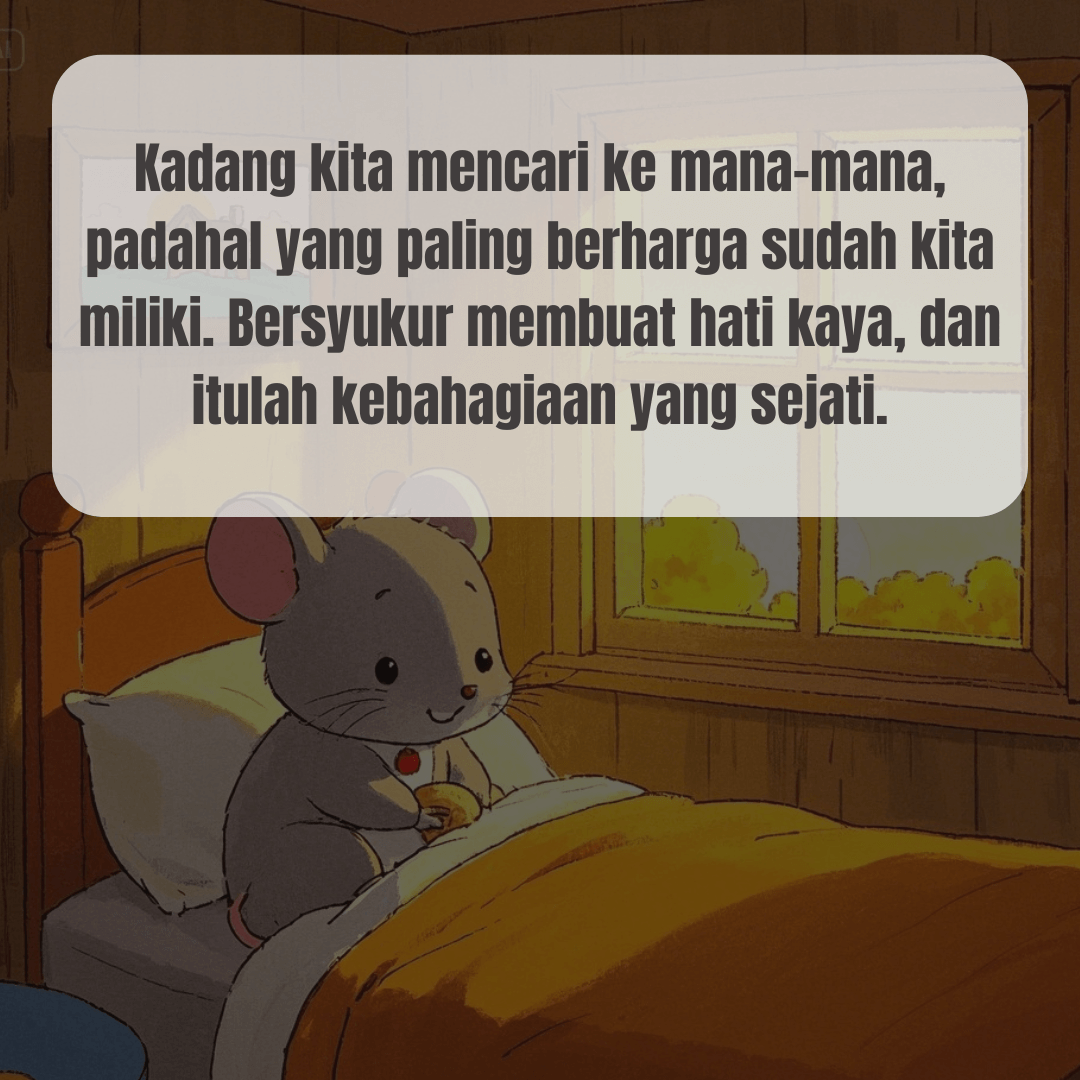 Kadang kita mencari ke mana-mana,
padahal yang paling berharga sudah kita
miliki. Bersyukur membuat hati kaya, dan
itulah kebahagiaan yang sejati.